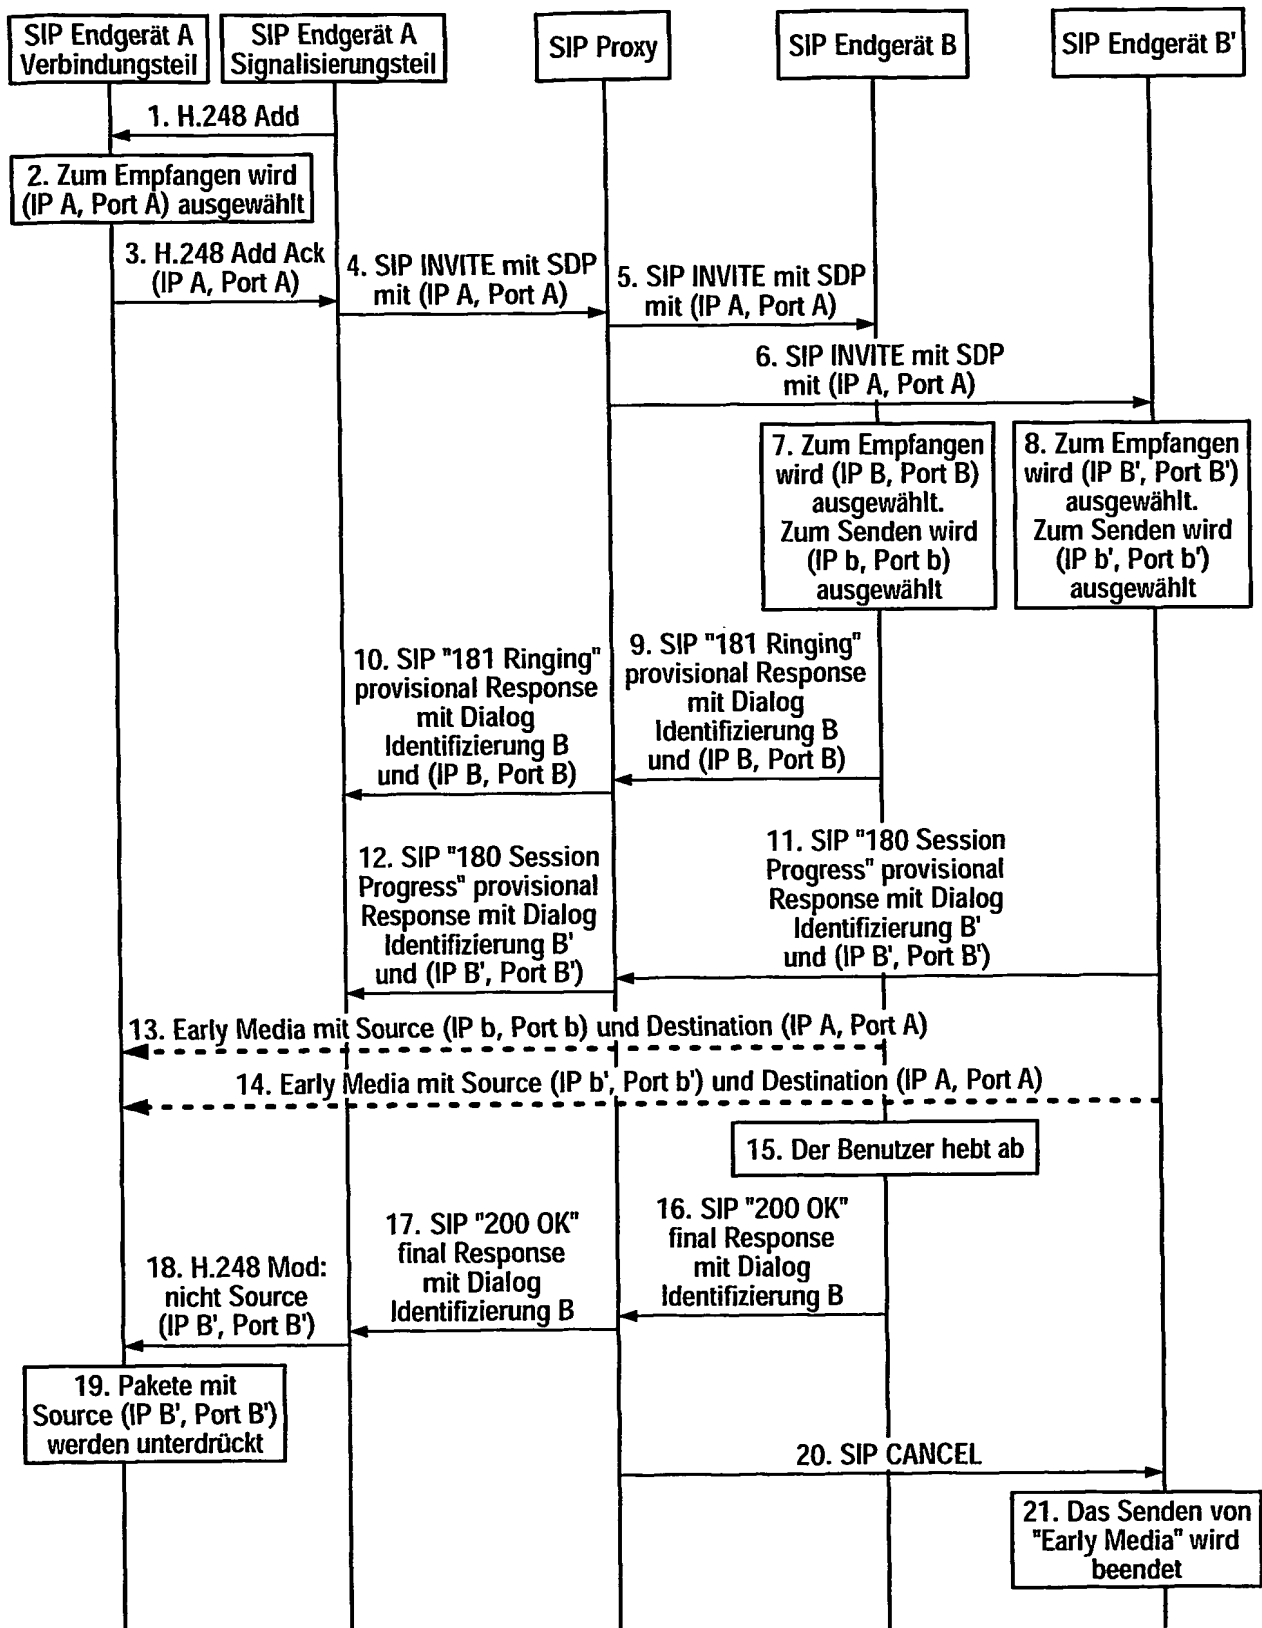 SIP Endgerät A
Verbindungsteil
SIP Endgerät A
Signalisierungsteil
SIP Proxy
SIP Endgerät B
SIP Endgerät B'
1. H.248 Add
2. Zum Empfangen wird
(IP A, Port A) ausgewählt
3. H.248 Add Ack
(IP A, Port A)
4. SIP INVITE mit SDP
mit (IP A, Port A)
5. SIP INVITE mit SDP
mit (IP A, Port A)
6. SIP INVITE mit SDP
mit (IP A, Port A)
7. Zum Empfangen
wird (IP B, Port B)
ausgewählt.
Zum Senden wird
(IP b, Port b)
ausgewählt
8. Zum Empfangen
wird (IP B', Port B')
ausgewählt.
Zum Senden wird
(IP b', Port b')
ausgewählt
9. SIP "181 Ringing"
provisional Response
mit Dialog
Identifizierung B
und (IP B, Port B)
10. SIP "181 Ringing"
provisional Response
mit Dialog
Identifizierung B
und (IP B, Port B)
11. SIP "180 Session
Progress" provisional
Response mit Dialog
Identifizierung B'
und (IP B', Port B')
12. SIP "180 Session
Progress" provisional
Response mit Dialog
Identifizierung B'
und (IP B', Port B')
13. Early Media mit Source (IP b, Port b) und Destination (IP A, Port A)
14. Early Media mit Source (IP b', Port b') und Destination (IP A, Port A)
15. Der Benutzer hebt ab
16. SIP "200 OK"
final Response
mit Dialog
Identifizierung B
17. SIP "200 OK"
final Response
mit Dialog
Identifizierung B
18. H.248 Mod:
nicht Source
(IP B', Port B')
19. Pakete mit
Source (IP B', Port B')
werden unterdrückt
20. SIP CANCEL
21. Das Senden von
"Early Media" wird
beendet